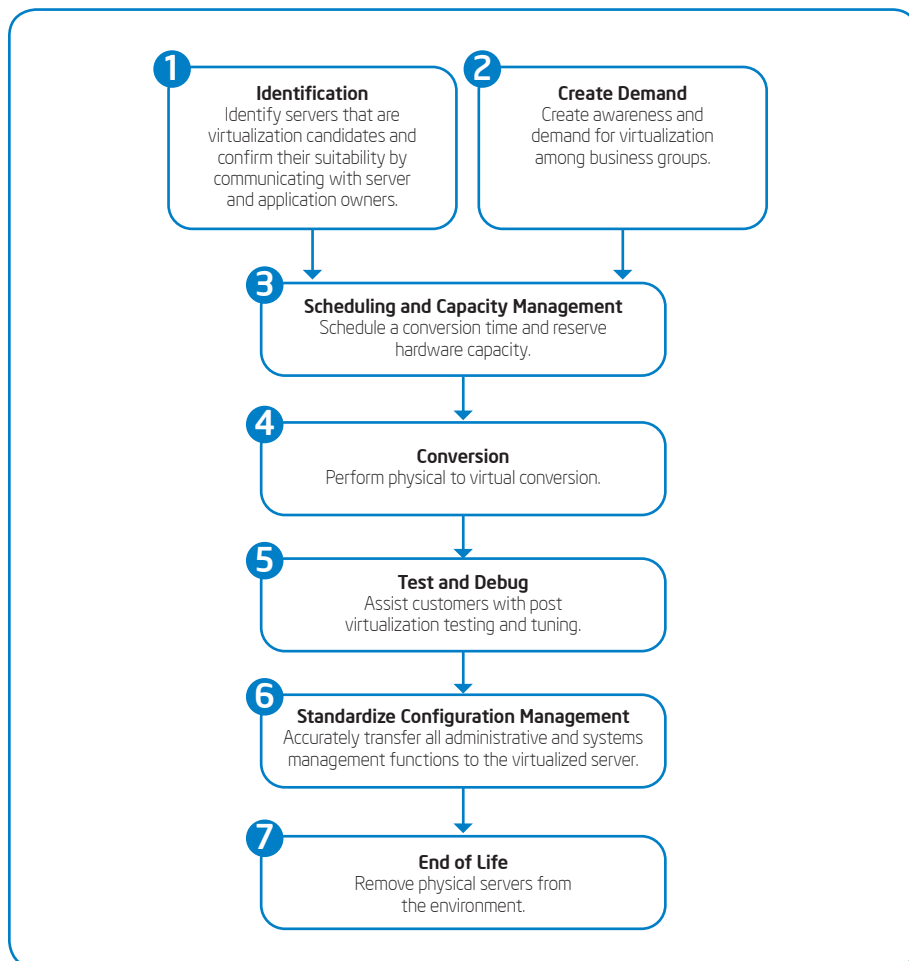 1
Identification
Identify servers that are
virtualization candidates and
confirm their suitability by
communicating with server
and application owners.
2
Create Demand
Create awareness and
demand for virtualization
among business groups.
3
Scheduling and Capacity Management
Schedule a conversion time and reserve
hardware capacity.
4
Conversion
Perform physical to virtual conversion.
5
Test and Debug
Assist customers with post
virtualization testing and tuning.
6
Standardize Configuration Management
Accurately transfer all administrative and systems
management functions to the virtualized server.
7
End of Life
Remove physical servers from
the environment.